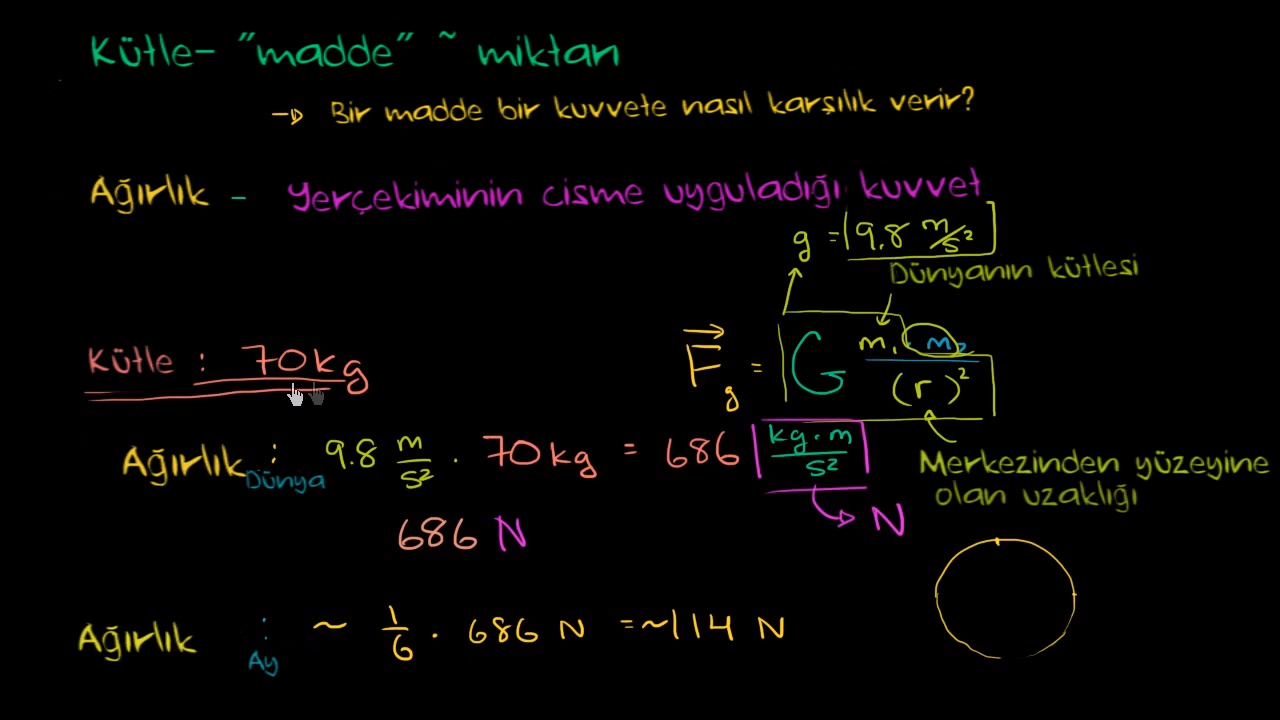 Kütle- "madde" ~ miktarı
→ Bir madde bir kuvvete nasıl karşılık verir?
Ağırlık - Yerçekiminin cisme uyguladığı kuvvet
g = 9.8 m/s²
Dünyanın kütlesi
Kütle : 70kg
F_g = G m₁ · m₂ / (r)²
Ağırlık Dünya : 9.8 m/s² · 70kg = 686 kg·m/s²
Merkezinden yüzeyine
olan uzaklığı
→ N
686 N
Ağırlık Ay : ~ 1/6 · 686 N = ~114 N